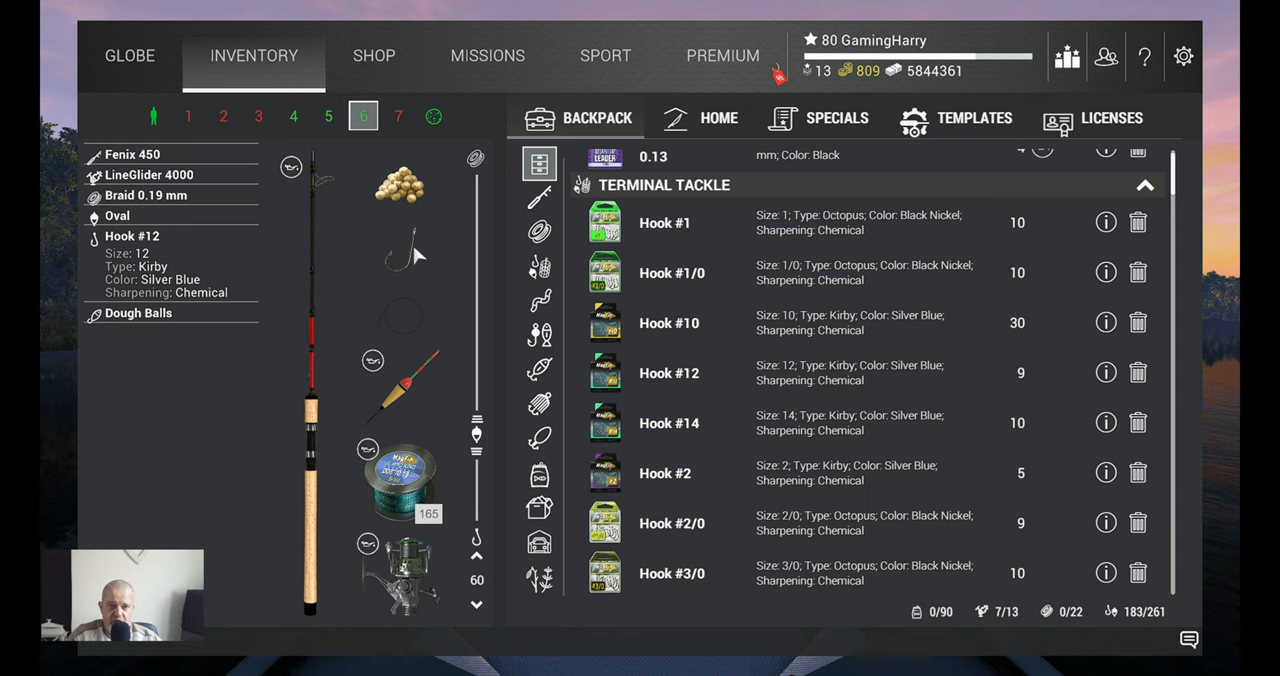 GLOBE INVENTORY SHOP MISSIONS SPORT PREMIUM
80 GamingHarry
13 809 5844361
1 2 3 4 5 6 7
BACKPACK HOME SPECIALS TEMPLATES LICENSES
Fenix 450
LineGlider 4000
Braid 0.19 mm
Oval
Hook #12
Size: 12
Type: Kirby
Color: Silver Blue
Sharpening: Chemical
Dough Balls
165
60
LEADER 0.13 mm; Color: Black 4
TERMINAL TACKLE
Hook #1 Size: 1; Type: Octopus; Color: Black Nickel; 10
Sharpening: Chemical
Hook #1/0 Size: 1/0; Type: Octopus; Color: Black Nickel; 10
Sharpening: Chemical
Hook #10 Size: 10; Type: Kirby; Color: Silver Blue; 30
Sharpening: Chemical
Hook #12 Size: 12; Type: Kirby; Color: Silver Blue; 9
Sharpening: Chemical
Hook #14 Size: 14; Type: Kirby; Color: Silver Blue; 10
Sharpening: Chemical
Hook #2 Size: 2; Type: Kirby; Color: Silver Blue; 5
Sharpening: Chemical
Hook #2/0 Size: 2/0; Type: Octopus; Color: Black Nickel; 9
Sharpening: Chemical
Hook #3/0 Size: 3/0; Type: Octopus; Color: Black Nickel; 10
Sharpening: Chemical
0/90 7/13 0/22 183/261